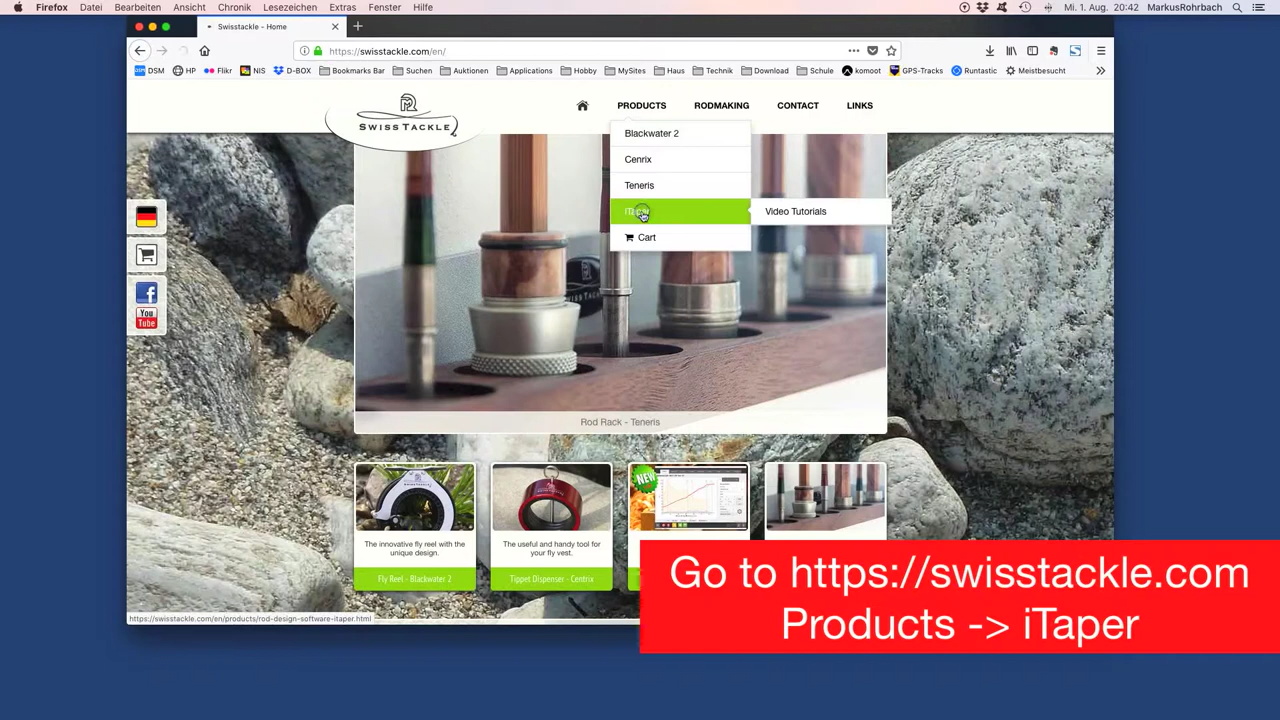 Firefox Datei Bearbeiten Ansicht Chronik Lesezeichen Extras Fenster Hilfe Mi. 1. Aug. 20:42 MarkusRohrbach
Swisstackle - Home
https://swisstackle.com/en/
DSM HP Flikr NIS D-BOX Bookmarks Bar Suchen Auktionen Applications Hobby MySites Haus Technik Download Schule komoot GPS-Tracks Runtastic Meistbesucht
SWISS TACKLE
PRODUCTS RODMAKING CONTACT LINKS
Blackwater 2
Cenrix
Teneris
Video Tutorials
Cart
You
Tube
SWISS TACKLE
Rod Rack - Teneris
NEW
The innovative fly reel with the
unique design.
The useful and handy tool for
your fly vest.
Fly Reel - Blackwater 2
Tippet Dispenser - Centrix
https://swisstackle.com/en/products/rod-design-software-itaper.html
Go to https://swisstackle.com
Products -> iTaper